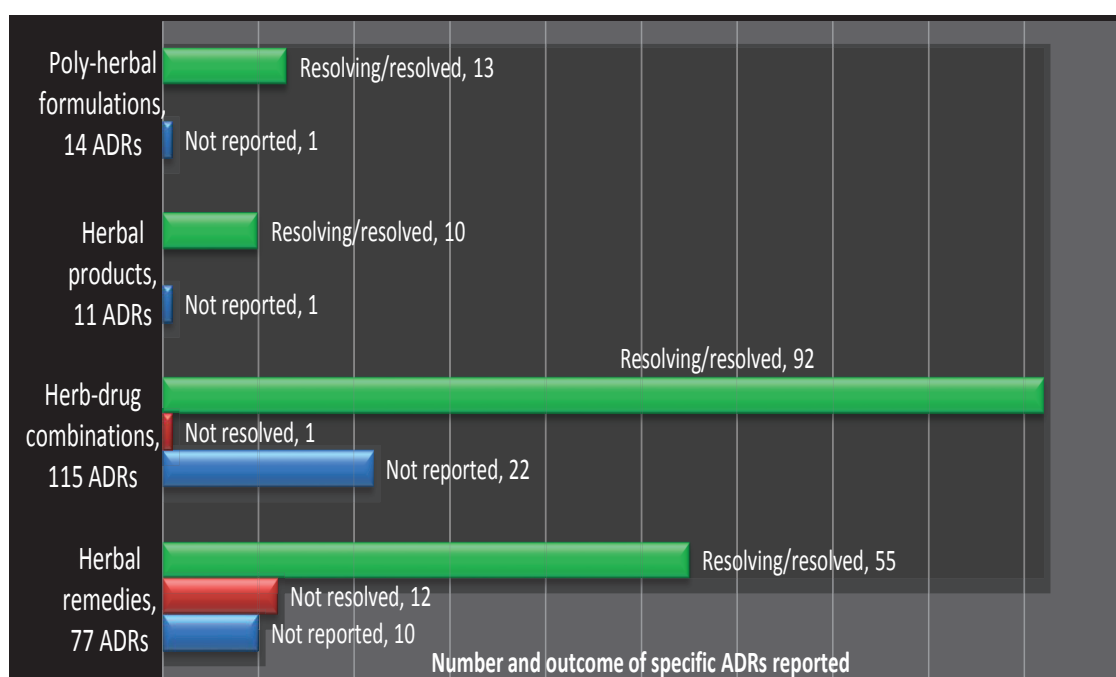 Poly-herbal
formulations,
14 ADRs
Resolving/resolved, 13
Not reported, 1
Herbal
products,
11 ADRs
Resolving/resolved, 10
Not reported, 1
Herb-drug
combinations,
115 ADRs
Resolving/resolved, 92
Not resolved, 1
Not reported, 22
Herbal
remedies,
77 ADRs
Resolving/resolved, 55
Not resolved, 12
Not reported, 10
Number and outcome of specific ADRs reported